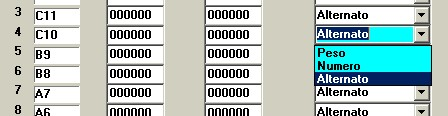 3 C11 000000 000000 Alternato
4 C10 000000 000000 Alternato
5 B9 000000 000000 Peso
Numero
6 B8 000000 000000 Alternato
7 A7 000000 000000 Alternato
8 A6 000000 000000 Alternato